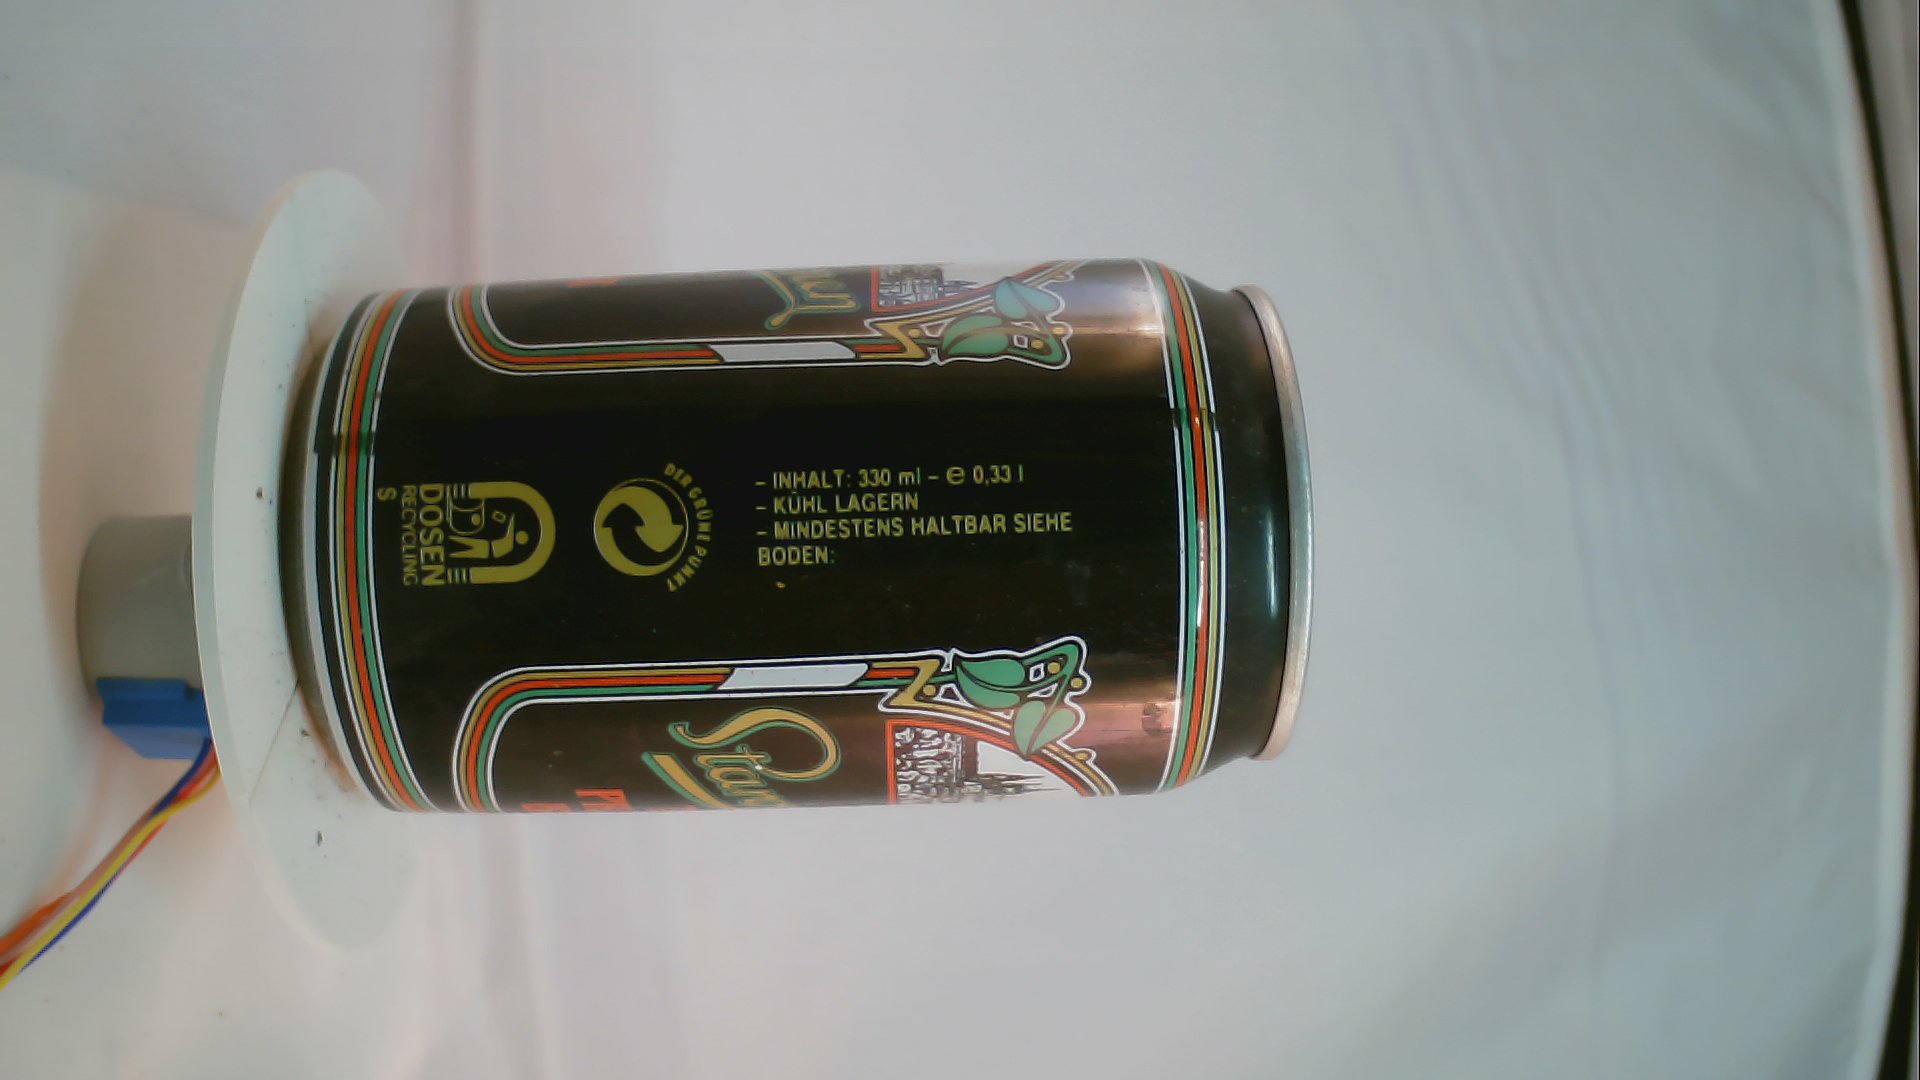 - INHALT: 330 ml - ℮ 0,33 l
- KÜHL LAGERN
- MINDESTENS HALTBAR SIEHE
BODEN:
DER GRÜNE PUNKT
DOSEN
RECYCLING
S